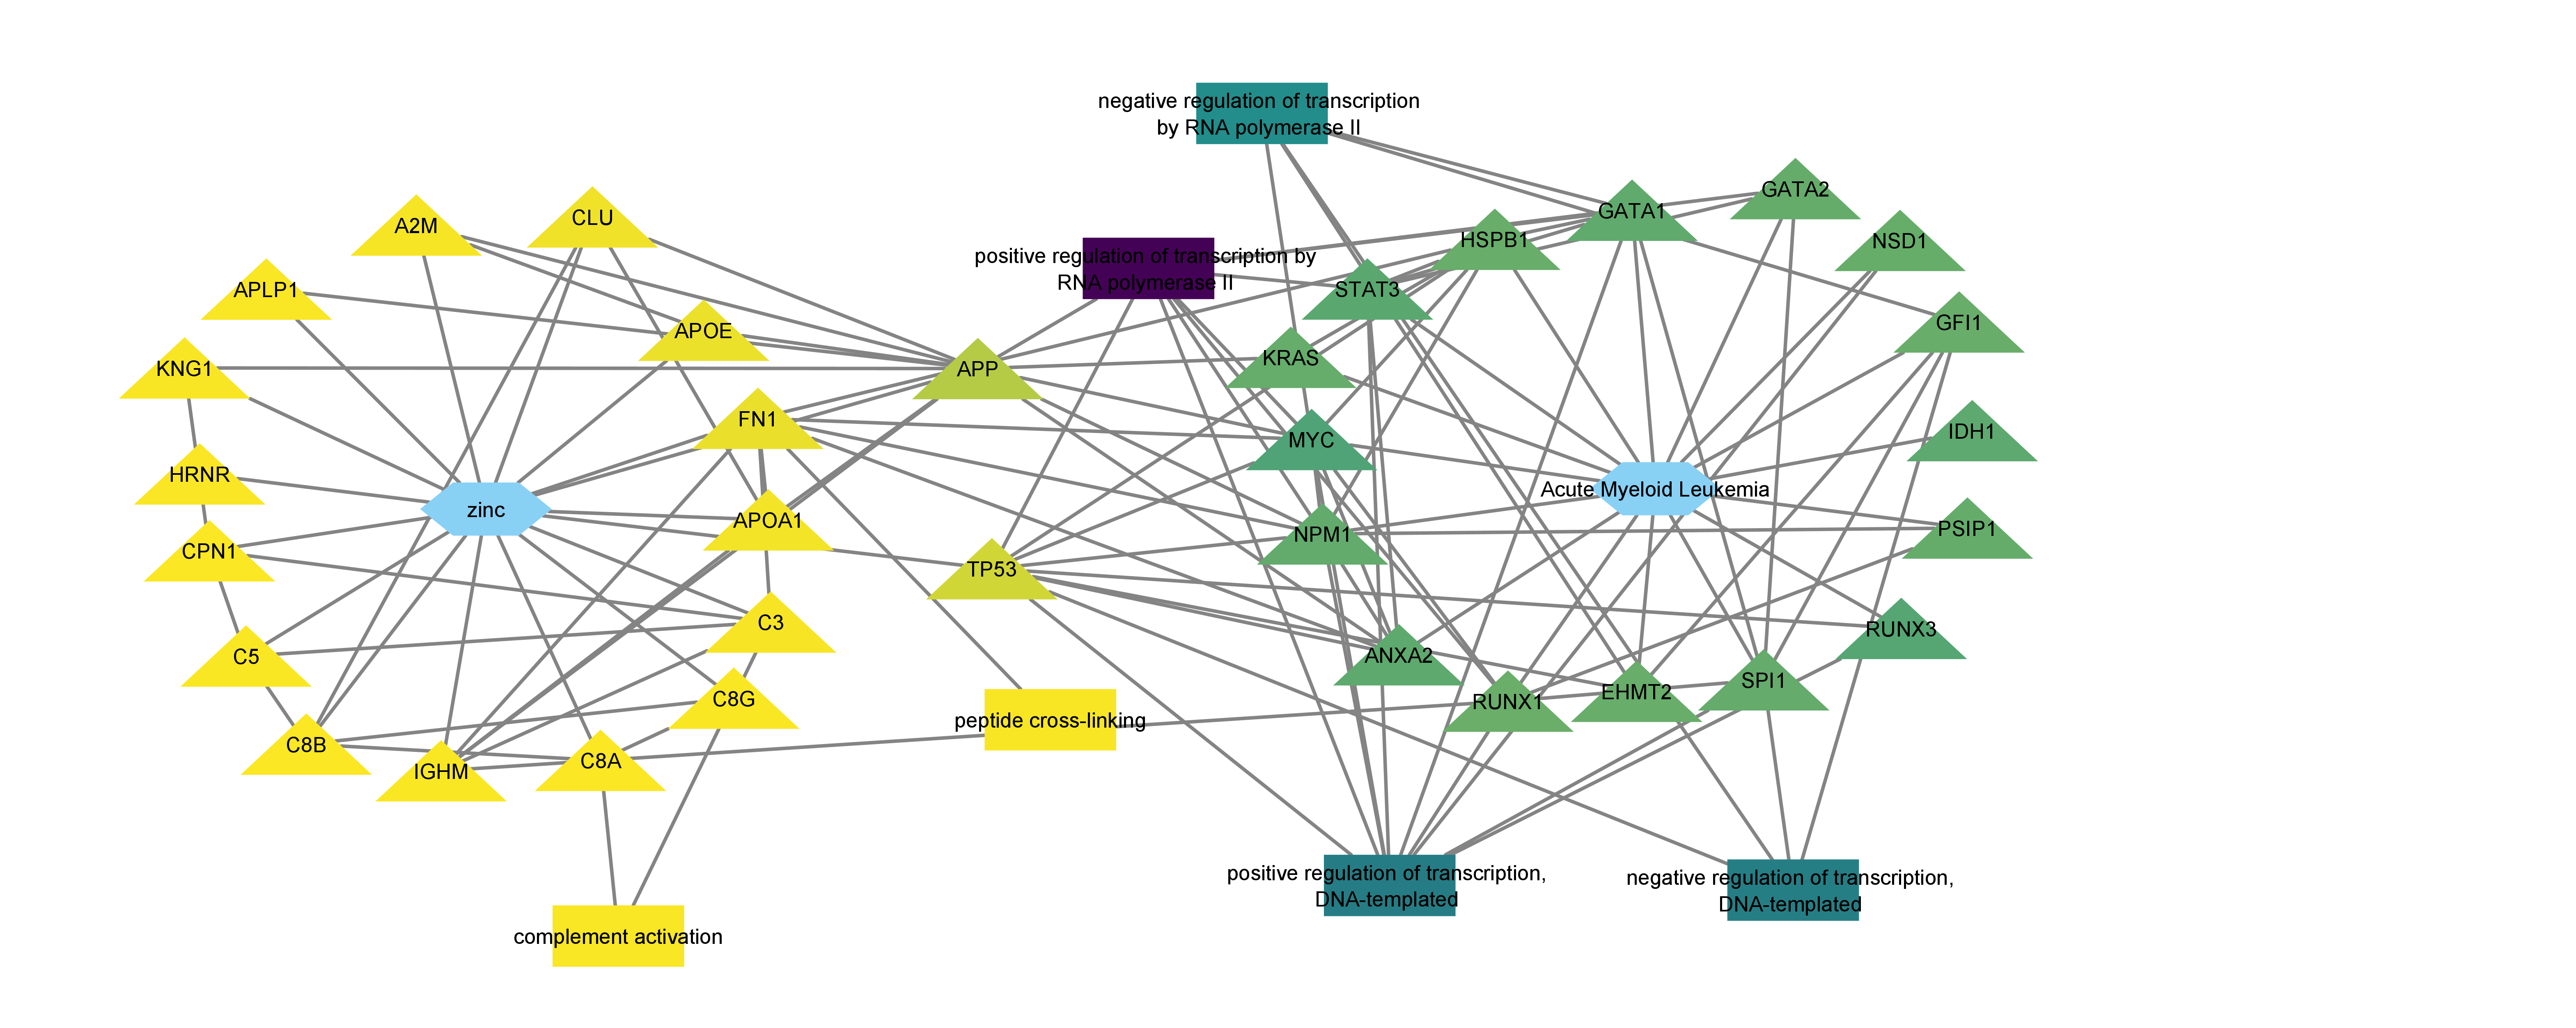 negative regulation of transcription
by RNA polymerase II
GATA2
A2M
CLU
GATA1
HSPB1
NSD1
positive regulation of transcription by
RNA polymerase II
APLP1
STAT3
GFI1
APOE
KRAS
KNG1
APP
FN1
MYC
IDH1
HRNR
zinc
Acute Myeloid Leukemia
APOA1
NPM1
PSIP1
CPN1
TP53
C3
RUNX3
C5
ANXA2
C8G
RUNX1
EHMT2
SPI1
peptide cross-linking
C8B
IGHM
C8A
positive regulation of transcription,
DNA-templated
negative regulation of transcription,
DNA-templated
complement activation